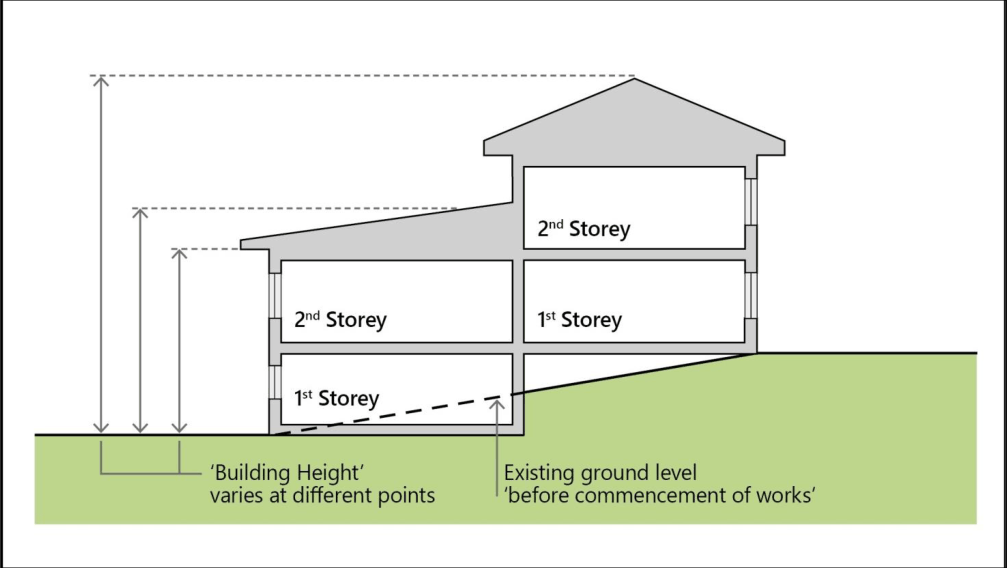 2nd Storey
2nd Storey
1st Storey
1st Storey
‘Building Height’
varies at different points
Existing ground level
‘before commencement of works’